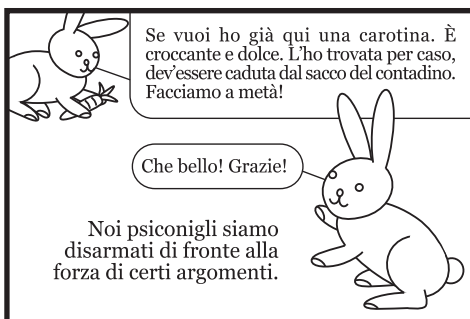 Se vuoi ho già qui una carotina. È
croccante e dolce. L'ho trovata per caso,
dev'essere caduta dal sacco del contadino.
Facciamo a metà!
Che bello! Grazie!
Noi psiconigli siamo
disarmati di fronte alla
forza di certi argomenti.